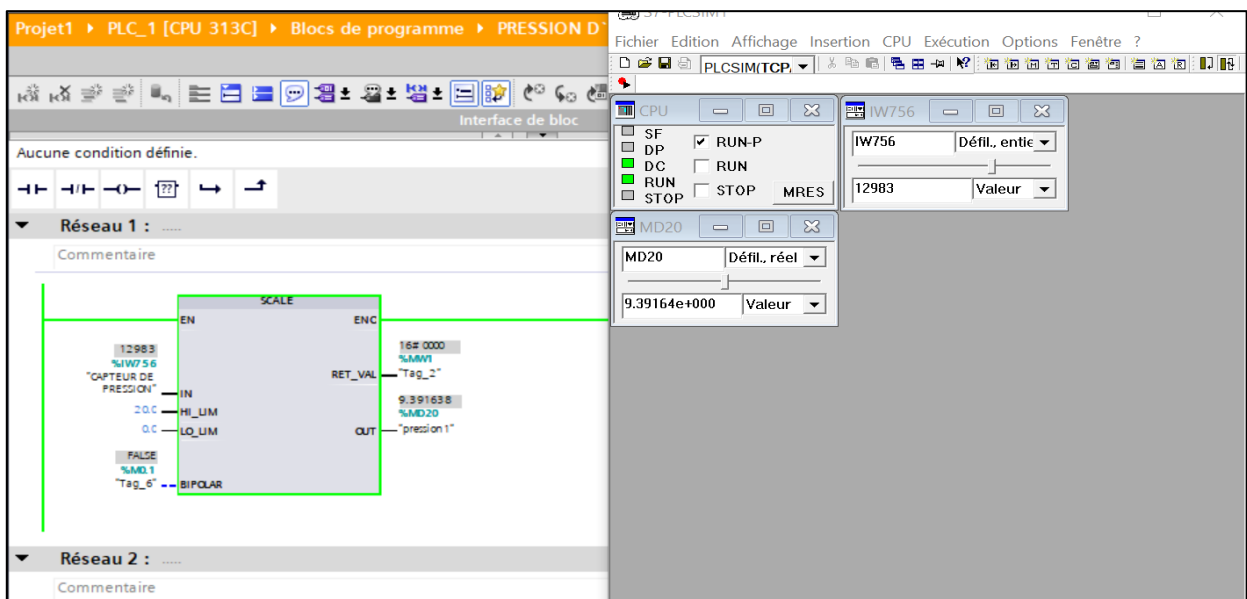 Projet1 ▸ PLC_1 [CPU 313C] ▸ Blocs de programme ▸ PRESSION D`
Interface de bloc
Aucune condition définie.
??
Réseau 1 : .....
Commentaire
SCALE
EN ENO
12983
%IW756
"CAPTEUR DE
PRESSION" IN
20.0 HI_LIM
0.0 LO_LIM
FALSE
%M0.1
"Tag_6" BIPOLAR
16#0000
%MW1
RET_VAL "Tag_2"
9.391638
%MD20
OUT "pression 1"
Réseau 2 : .....
Commentaire
S7-PLCSIM1
Fichier Edition Affichage Insertion CPU Exécution Options Fenêtre ?
PLCSIM(TCP,
CPU
SF
DP
DC
RUN
STOP
RUN-P
RUN
STOP MRES
IW756
IW756 Défil., entie
12983 Valeur
MD20
MD20 Défil., réel
9.39164e+000 Valeur